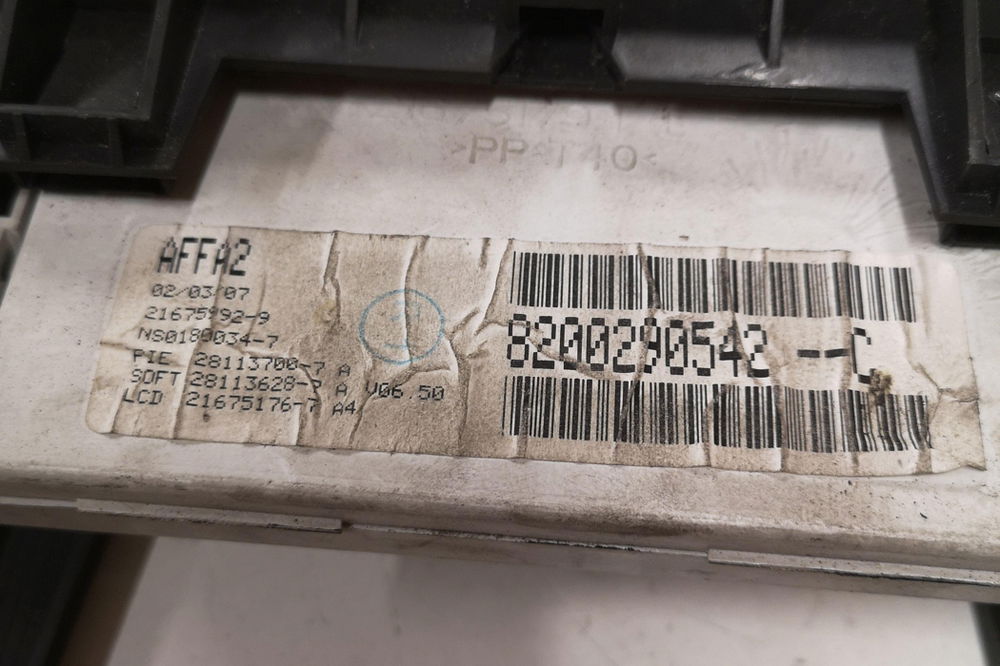 >PP-T40<
AFFA2
02/03/07
21675992-9
NS0180034-7
PIE 28113700-7 A
SOFT 28113628-7 A V06.50
LCD 21675176-7 A4
8200290542 --C